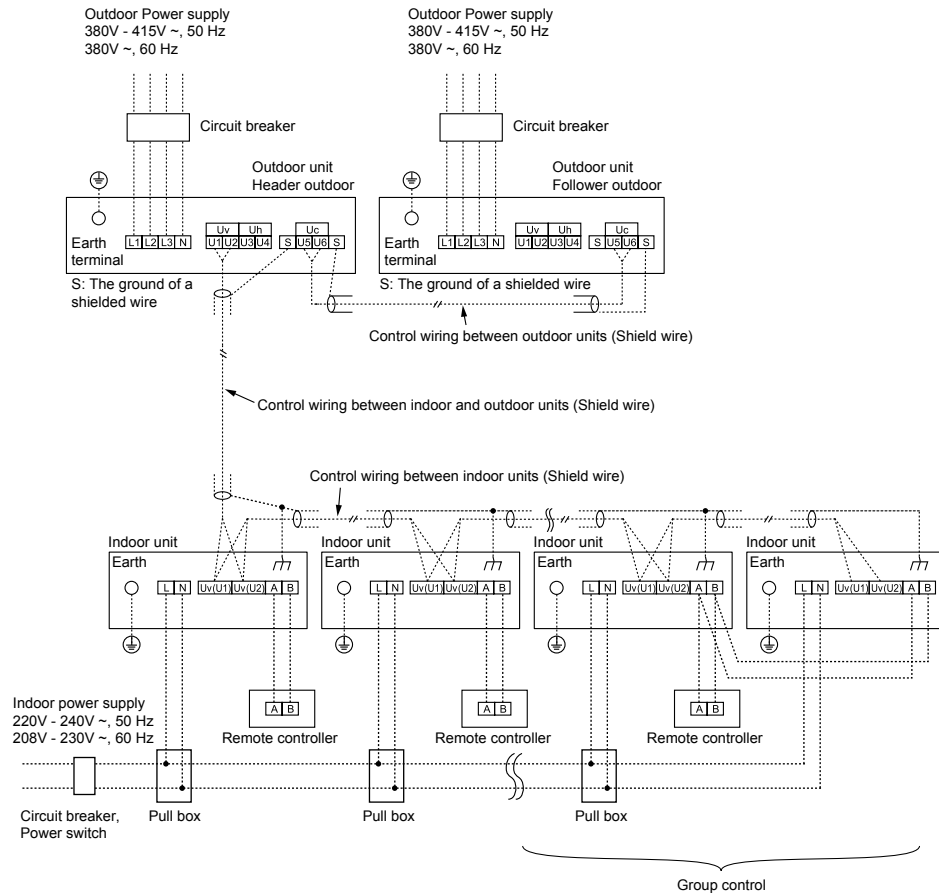 Outdoor Power supply
380V - 415V ~, 50 Hz
380V ~, 60 Hz
Outdoor Power supply
380V - 415V ~, 50 Hz
380V ~, 60 Hz
Circuit breaker
Circuit breaker
Outdoor unit
Header outdoor
Outdoor unit
Follower outdoor
Earth
terminal
L1 L2 L3 N
Uv Uh
U1 U2 U3 U4
Uc
S U5 U6 S
Earth
terminal
L1 L2 L3 N
Uv Uh
U1 U2 U3 U4
Uc
S U5 U6 S
S: The ground of a
shielded wire
S: The ground of a shielded wire
Control wiring between outdoor units (Shield wire)
Control wiring between indoor and outdoor units (Shield wire)
Control wiring between indoor units (Shield wire)
Indoor unit
Earth
L N Uv(U1) Uv(U2) A B
Indoor unit
Earth
L N Uv(U1) Uv(U2) A B
Indoor unit
Earth
L N Uv(U1) Uv(U2) A B
Indoor unit
Earth
L N Uv(U1) Uv(U2) A B
Indoor power supply
220V - 240V ~, 50 Hz
208V - 230V ~, 60 Hz
A B
Remote controller
A B
Remote controller
A B
Remote controller
Circuit breaker,
Power switch
Pull box
Pull box
Pull box
Group control